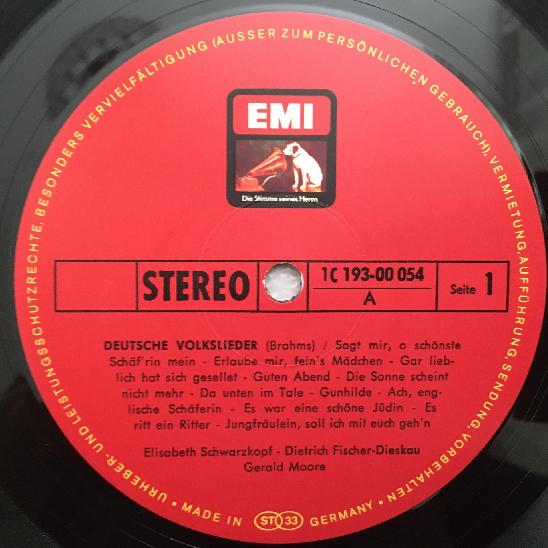 URHEBER- UND LEISTUNGSSCHUTZRECHTE, BESONDERS VERVIELFÄLTIGUNG (AUSSER ZUM PERSÖNLICHEN GEBRAUCH), VERMIETUNG, AUFFÜHRUNG, SENDUNG, VORBEHALTEN
EMI
Die Stimme seines Herrn
STEREO
1C 193-00 054
A
Seite 1
DEUTSCHE VOLKSLIEDER (Brahms) / Sagt mir, o schönste
Schäf'rin mein - Erlaube mir, fein's Mädchen - Gar lieb-
lich hat sich gesellet - Guten Abend - Die Sonne scheint
nicht mehr - Da unten im Tale - Gunhilde - Ach, eng-
lische Schäferin - Es war eine schöne Jüdin - Es
ritt ein Ritter - Jungfräulein, soll ich mit euch geh'n
Elisabeth Schwarzkopf - Dietrich Fischer-Dieskau
Gerald Moore
• MADE IN ST 33 GERMANY •